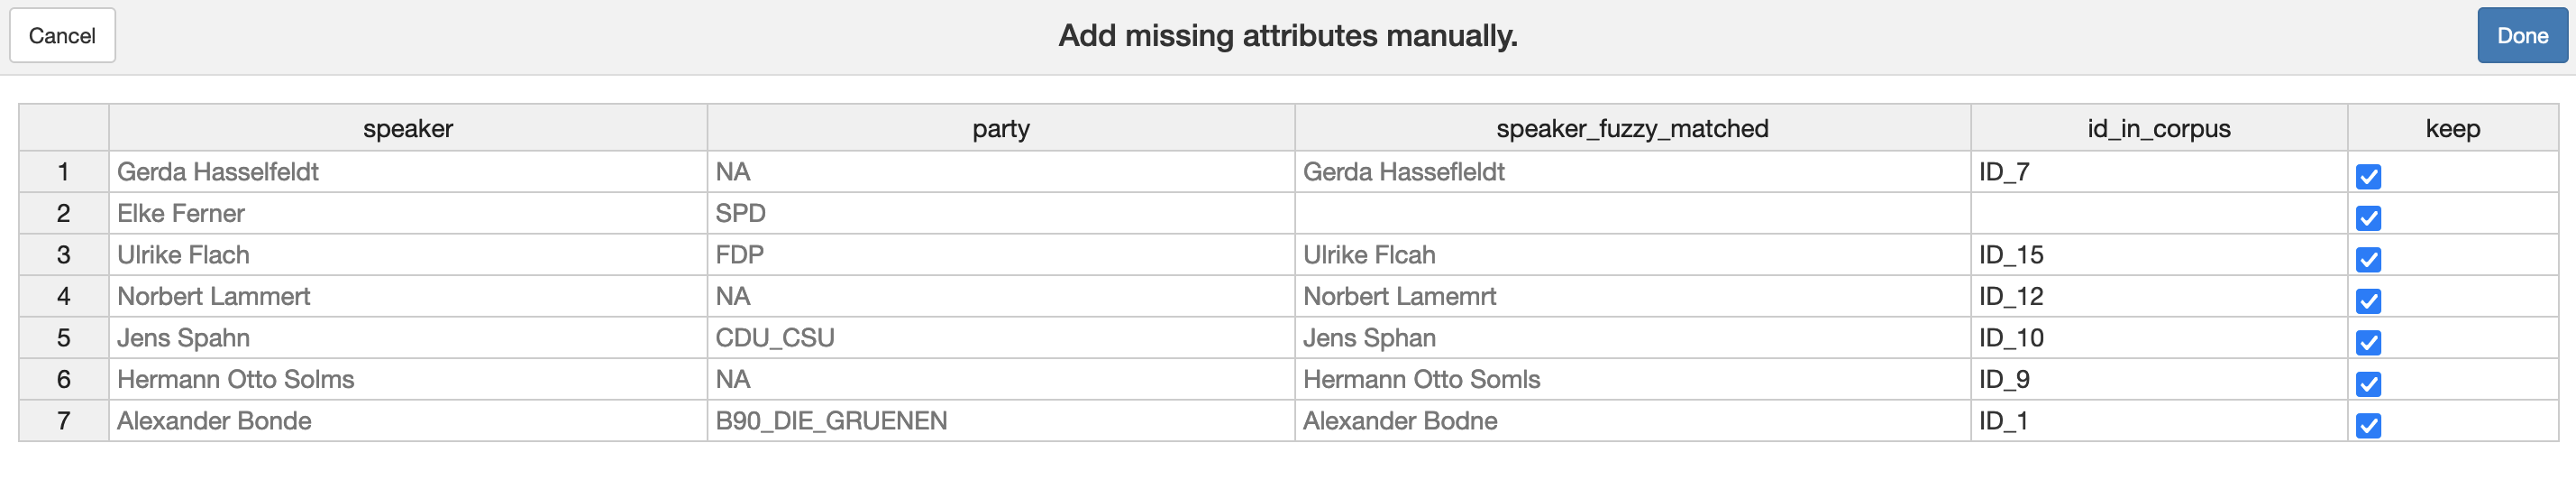 Cancel Add missing attributes manually. Done
speaker party speaker_fuzzy_matched id_in_corpus keep
1 Gerda Hasselfeldt NA Gerda Hassefleldt ID_7
2 Elke Ferner SPD
3 Ulrike Flach FDP Ulrike Flcah ID_15
4 Norbert Lammert NA Norbert Lamemrt ID_12
5 Jens Spahn CDU_CSU Jens Sphan ID_10
6 Hermann Otto Solms NA Hermann Otto Somls ID_9
7 Alexander Bonde B90_DIE_GRUENEN Alexander Bodne ID_1